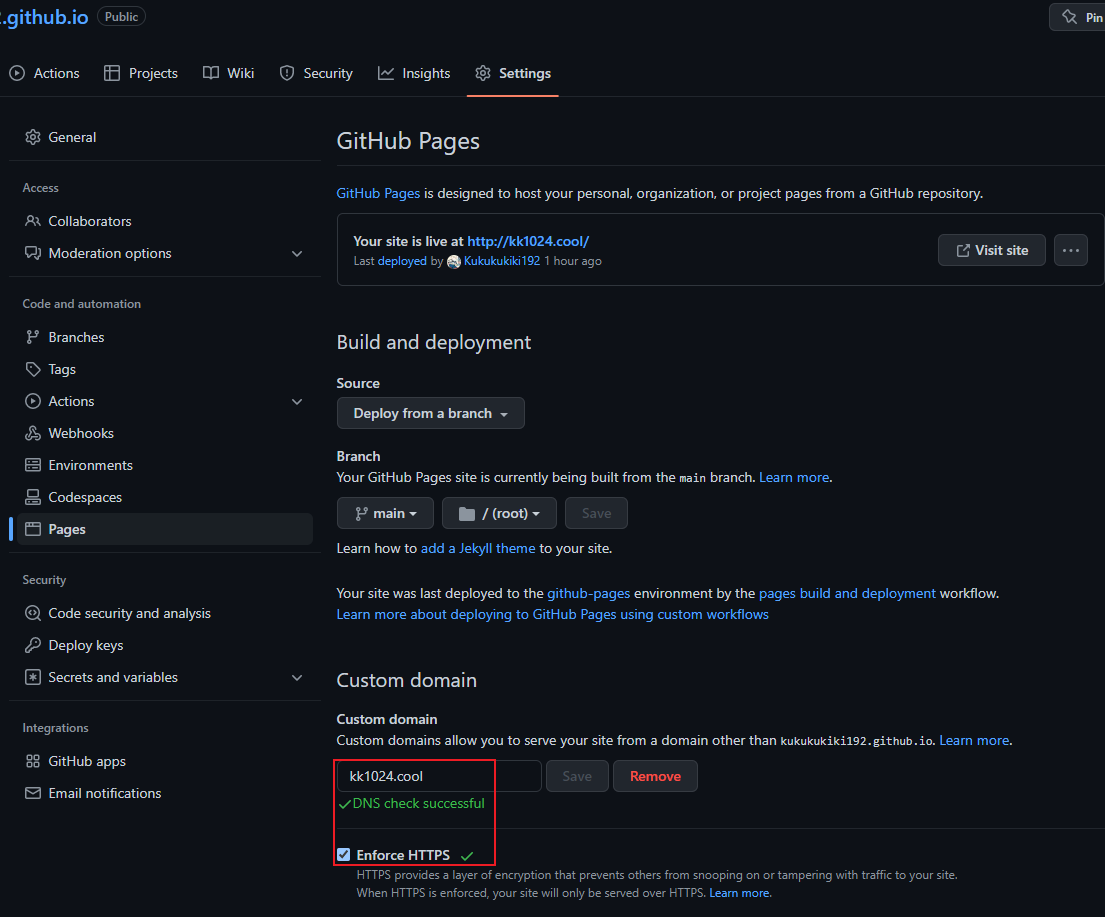 .github.io Public
Pin
Actions Projects Wiki Security Insights Settings
General
Access
Collaborators
Moderation options
Code and automation
Branches
Tags
Actions
Webhooks
Environments
Codespaces
Pages
Security
Code security and analysis
Deploy keys
Secrets and variables
Integrations
GitHub apps
Email notifications
GitHub Pages
GitHub Pages is designed to host your personal, organization, or project pages from a GitHub repository.
Your site is live at http://kk1024.cool/
Last deployed by Kukukukiki192 1 hour ago
Visit site
Build and deployment
Source
Deploy from a branch
Branch
Your GitHub Pages site is currently being built from the main branch. Learn more.
main / (root) Save
Learn how to add a Jekyll theme to your site.
Your site was last deployed to the github-pages environment by the pages build and deployment workflow.
Learn more about deploying to GitHub Pages using custom workflows
Custom domain
Custom domain
Custom domains allow you to serve your site from a domain other than kukukukiki192.github.io. Learn more.
kk1024.cool Save Remove
DNS check successful
Enforce HTTPS
HTTPS provides a layer of encryption that prevents others from snooping on or tampering with traffic to your site.
When HTTPS is enforced, your site will only be served over HTTPS. Learn more.